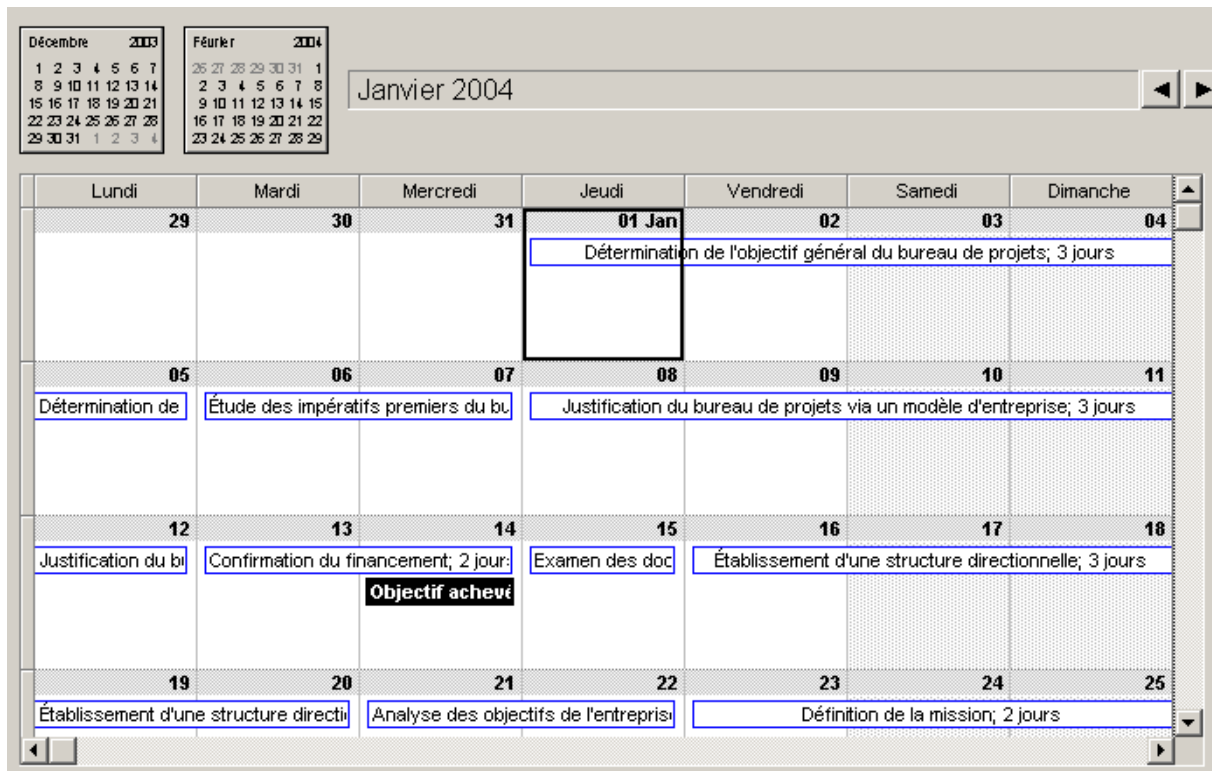 Décembre 2003
1 2 3 4 5 6 7
8 9 10 11 12 13 14
15 16 17 18 19 20 21
22 23 24 25 26 27 28
29 30 31 1 2 3 4
Février 2004
26 27 28 29 30 31 1
2 3 4 5 6 7 8
9 10 11 12 13 14 15
16 17 18 19 20 21 22
23 24 25 26 27 28 29
Janvier 2004
Lundi Mardi Mercredi Jeudi Vendredi Samedi Dimanche
29 30 31 01 Jan 02 03 04
Détermination de l'objectif général du bureau de projets; 3 jours
05 06 07 08 09 10 11
Détermination de Étude des impératifs premiers du bu Justification du bureau de projets via un modèle d'entreprise; 3 jours
12 13 14 15 16 17 18
Justification du bu Confirmation du financement; 2 jours Examen des doc Établissement d'une structure directionnelle; 3 jours
Objectif achevé
19 20 21 22 23 24 25
Établissement d'une structure directi Analyse des objectifs de l'entreprise Définition de la mission; 2 jours